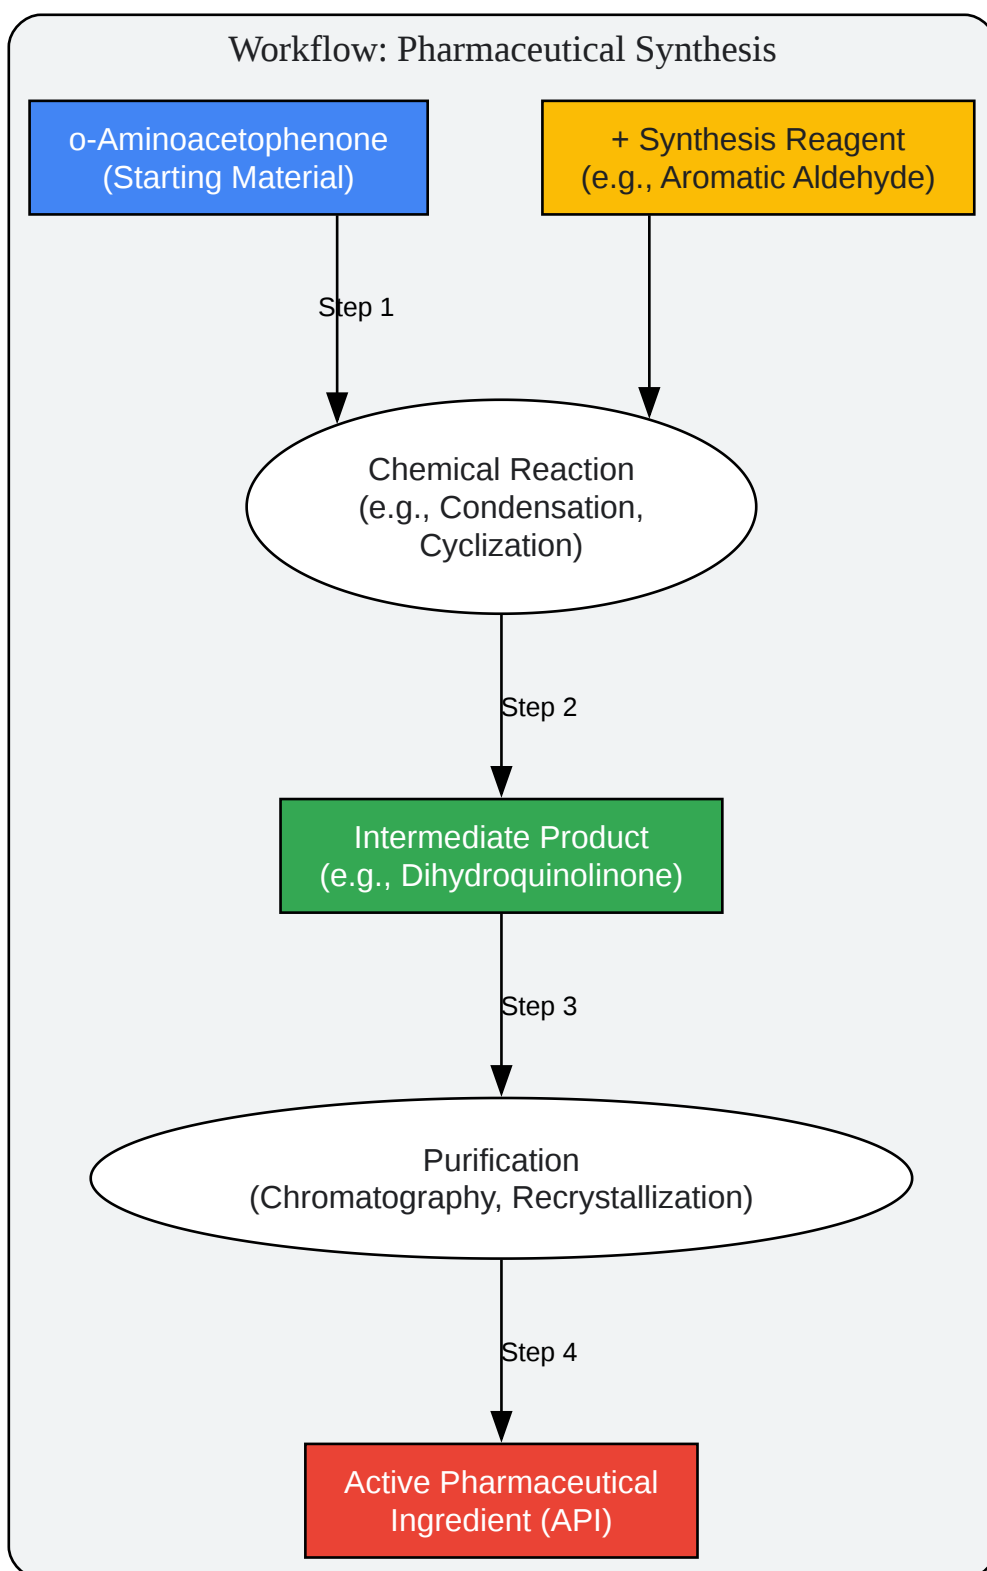 Workflow: Pharmaceutical Synthesis
o-Aminoacetophenone
(Starting Material)
+ Synthesis Reagent
(e.g., Aromatic Aldehyde)
Step 1
Chemical Reaction
(e.g., Condensation,
Cyclization)
Step 2
Intermediate Product
(e.g., Dihydroquinolinone)
Step 3
Purification
(Chromatography, Recrystallization)
Step 4
Active Pharmaceutical
Ingredient (API)